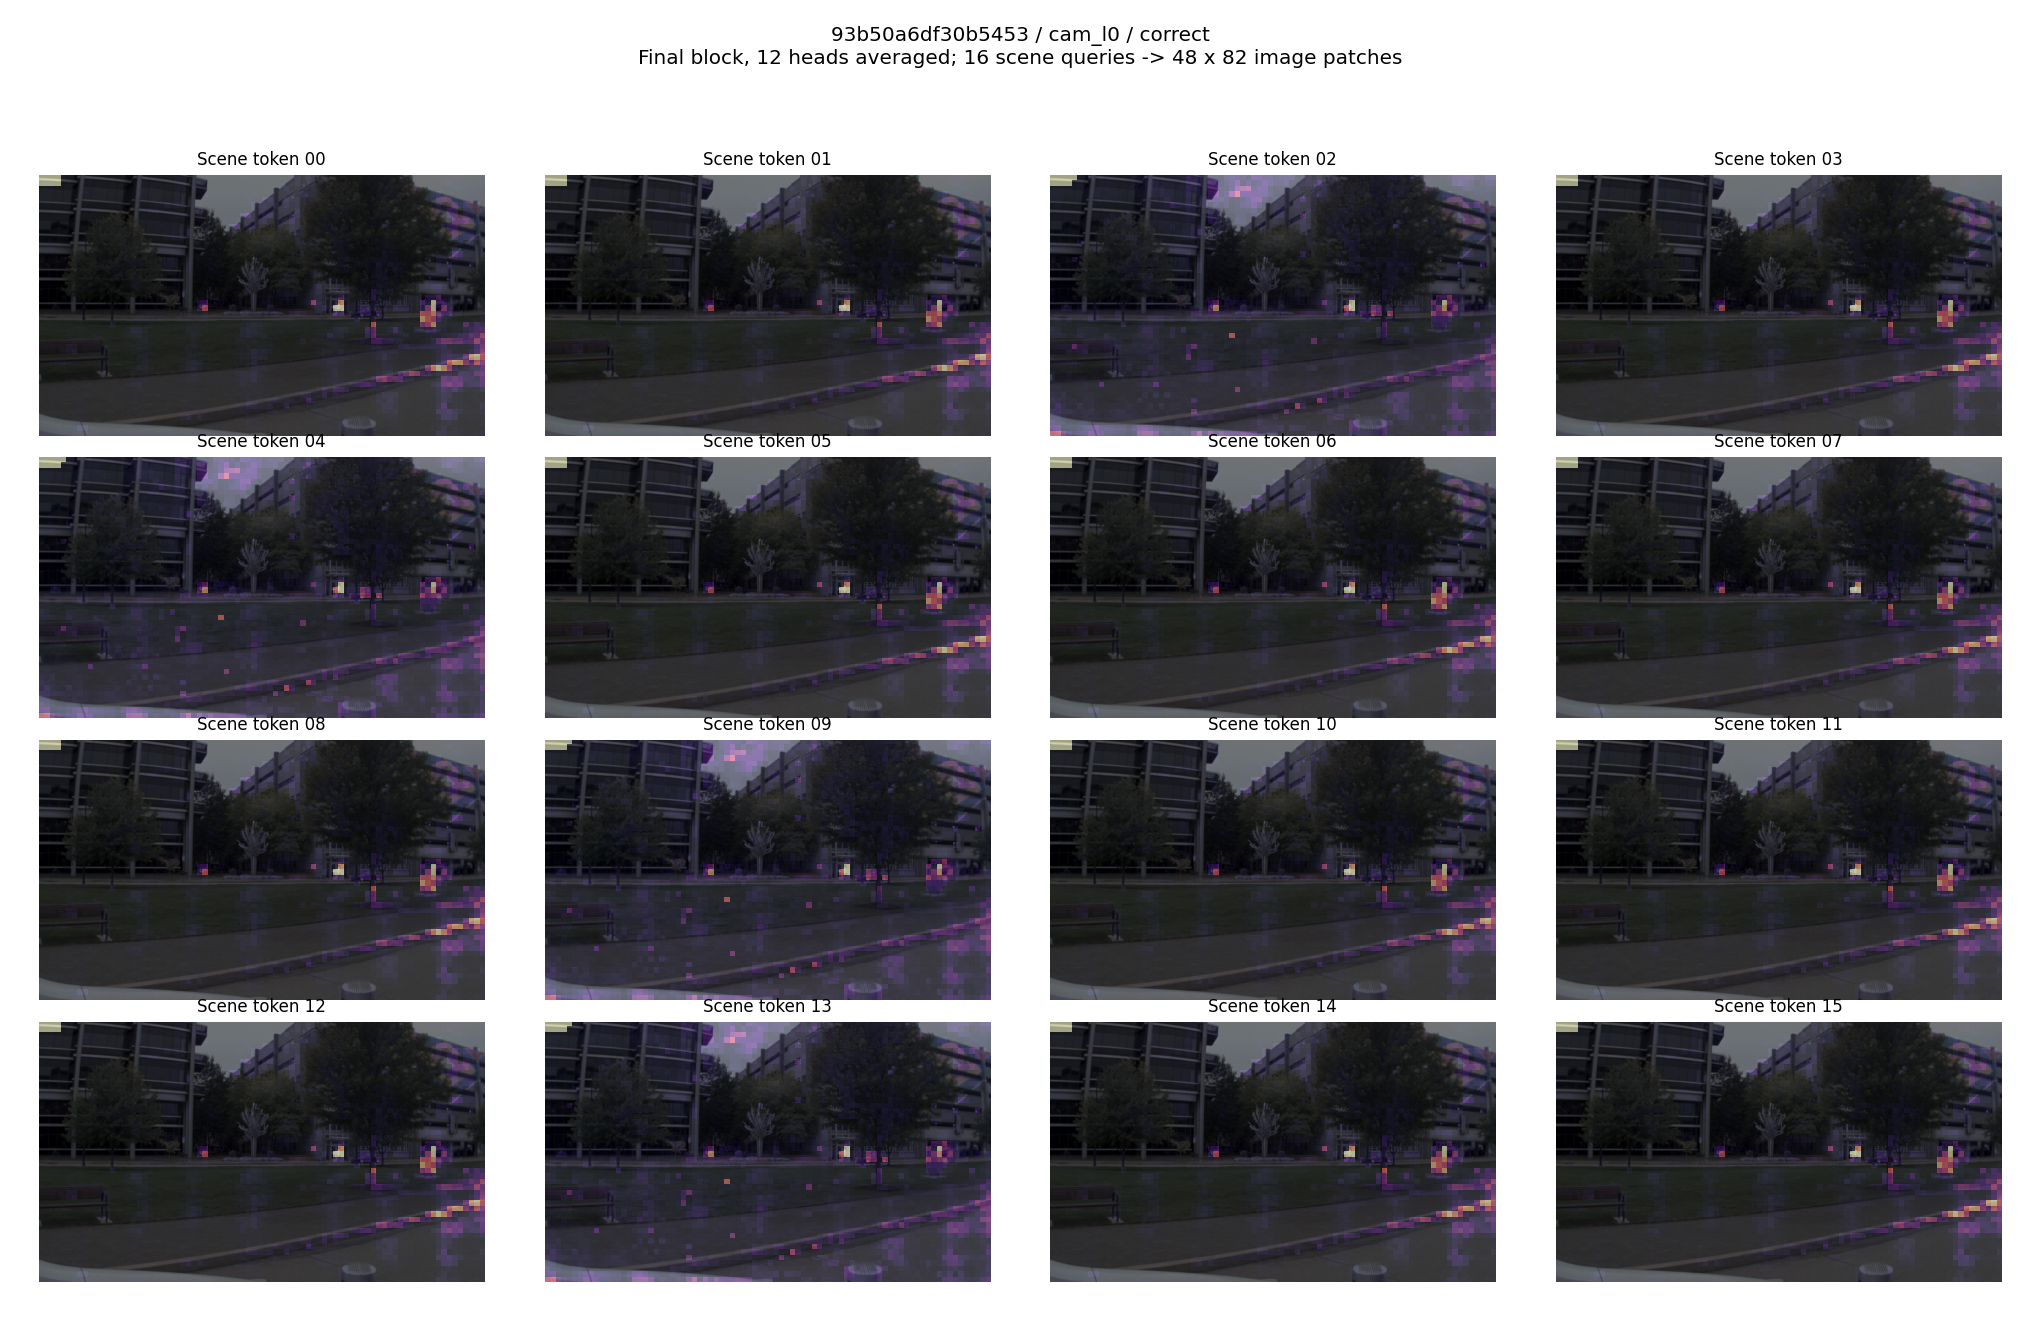 93b50a6df30b5453 / cam_l0 / correct
Final block, 12 heads averaged; 16 scene queries -> 48 x 82 image patches
Scene token 00
Scene token 01
Scene token 02
Scene token 03
Scene token 04
Scene token 05
Scene token 06
Scene token 07
Scene token 08
Scene token 09
Scene token 10
Scene token 11
Scene token 12
Scene token 13
Scene token 14
Scene token 15